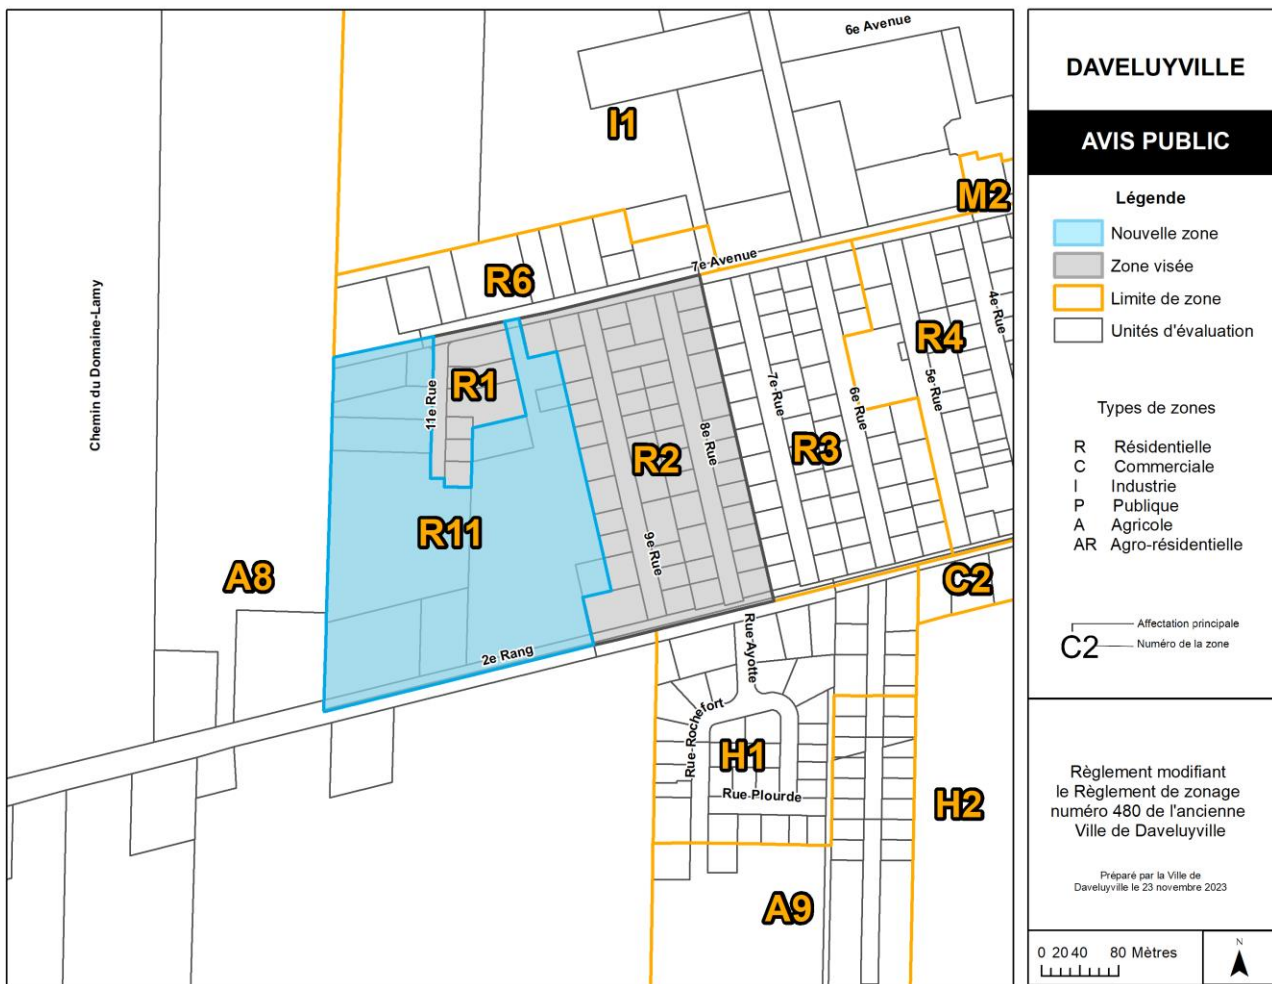 6e Avenue
I1
M2
7e Avenue
R6
Chemin du Domaine-Lamy
4e Rue
R4
R1
11e Rue
7e Rue
5e Rue
6e Rue
8e Rue
R2
R3
R11
9e Rue
A8
C2
2e Rang
Rue Ayotte
Rue Rochefort
H1
Rue Plourde
H2
A9
DAVELUYVILLE
AVIS PUBLIC
Légende
Nouvelle zone
Zone visée
Limite de zone
Unités d'évaluation
Types de zones
R Résidentielle
C Commerciale
I Industrie
P Publique
A Agricole
AR Agro-résidentielle
Affectation principale
C2 Numéro de la zone
Règlement modifiant
le Règlement de zonage
numéro 480 de l'ancienne
Ville de Daveluyville
Préparé par la Ville de
Daveluyville le 23 novembre 2023
0 20 40 80 Mètres
N